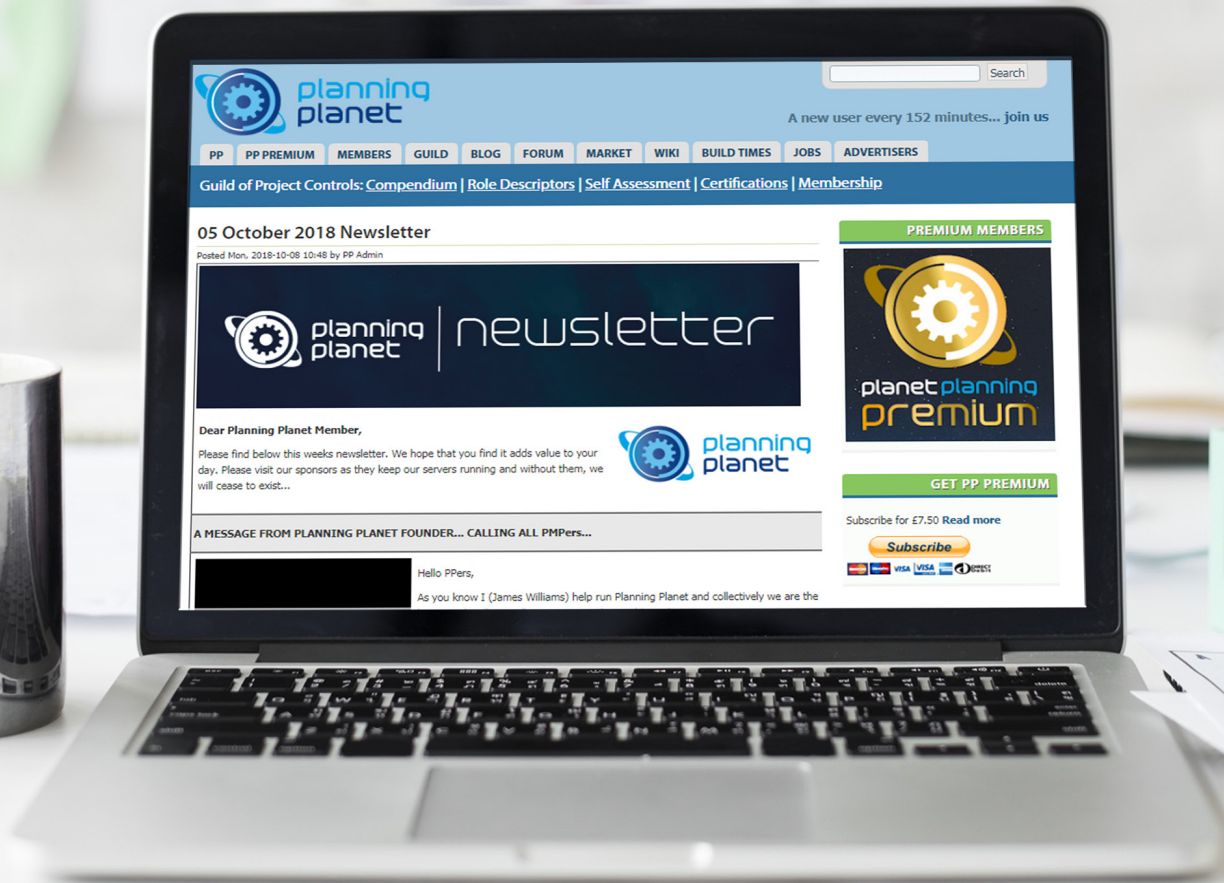 planning
planet
Search
A new user every 152 minutes... join us
PP PP PREMIUM MEMBERS GUILD BLOG FORUM MARKET WIKI BUILD TIMES JOBS ADVERTISERS
Guild of Project Controls: Compendium | Role Descriptors | Self Assessment | Certifications | Membership
05 October 2018 Newsletter
Posted Mon, 2018-10-08 10:48 by PP Admin
planning
planet
newsletter
Dear Planning Planet Member,
Please find below this weeks newsletter. We hope that you find it adds value to your
day. Please visit our sponsors as they keep our servers running and without them, we
will cease to exist...
planning
planet
A MESSAGE FROM PLANNING PLANET FOUNDER... CALLING ALL PMPers...
Hello PPers,
As you know I (James Williams) help run Planning Planet and collectively we are the
PREMIUM MEMBERS
planet planning
premium
GET PP PREMIUM
Subscribe for £7.50 Read more
Subscribe
VISA VISA
delete